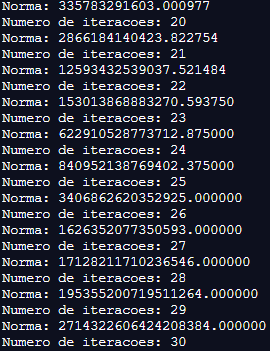 Norma: 335783291603.000977
Numero de iteracoes: 20
Norma: 2866184140423.822754
Numero de iteracoes: 21
Norma: 12593432539037.521484
Numero de iteracoes: 22
Norma: 153013868883270.593750
Numero de iteracoes: 23
Norma: 622910528773712.875000
Numero de iteracoes: 24
Norma: 840952138769402.375000
Numero de iteracoes: 25
Norma: 3406862620352925.000000
Numero de iteracoes: 26
Norma: 1626352077350593.000000
Numero de iteracoes: 27
Norma: 17128211710236546.000000
Numero de iteracoes: 28
Norma: 195355200719511264.000000
Numero de iteracoes: 29
Norma: 2714322606424208384.000000
Numero de iteracoes: 30